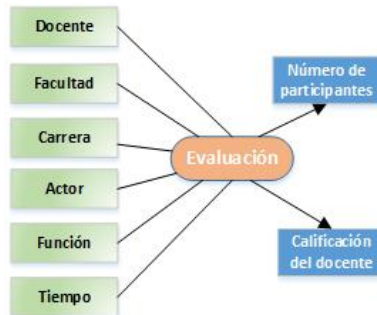 Docente
Facultad
Carrera
Actor
Función
Tiempo
Evaluación
Número de
participantes
Calificación
del docente